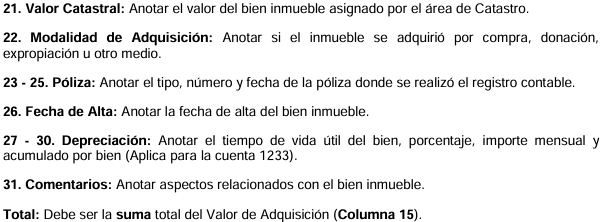 21. Valor Catastral: Anotar el valor del bien inmueble asignado por el área de Catastro.
22. Modalidad de Adquisición: Anotar si el inmueble se adquirió por compra, donación,
expropiación u otro medio.
23 - 25. Póliza: Anotar el tipo, número y fecha de la póliza donde se realizó el registro contable.
26. Fecha de Alta: Anotar la fecha de alta del bien inmueble.
27 - 30. Depreciación: Anotar el tiempo de vida útil del bien, porcentaje, importe mensual y
acumulado por bien (Aplica para la cuenta 1233).
31. Comentarios: Anotar aspectos relacionados con el bien inmueble.
Total: Debe ser la suma total del Valor de Adquisición (Columna 15).